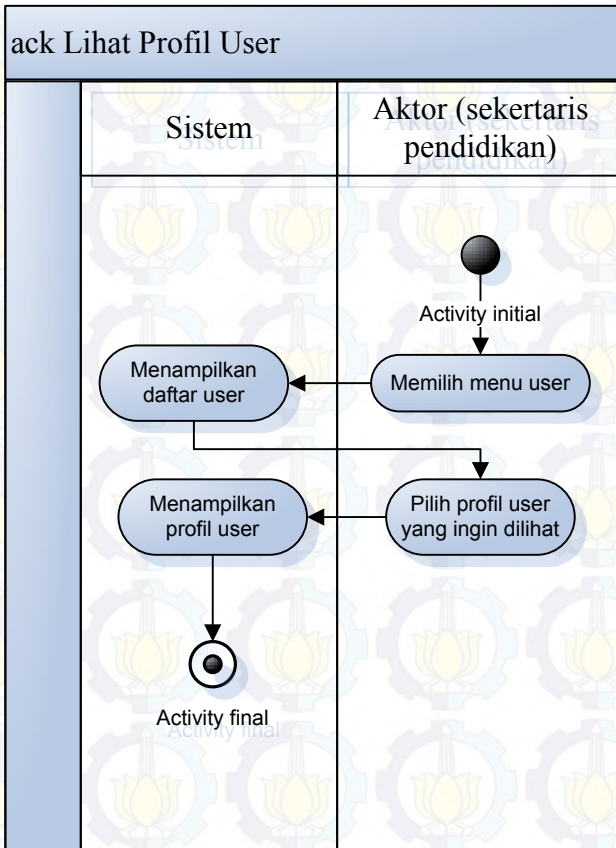 ack Lihat Profil User
Sistem
Aktor (sekertaris
pendidikan)
Activity initial
Menampilkan
daftar user
Memilih menu user
Menampilkan
profil user
Pilih profil user
yang ingin dilihat
Activity final